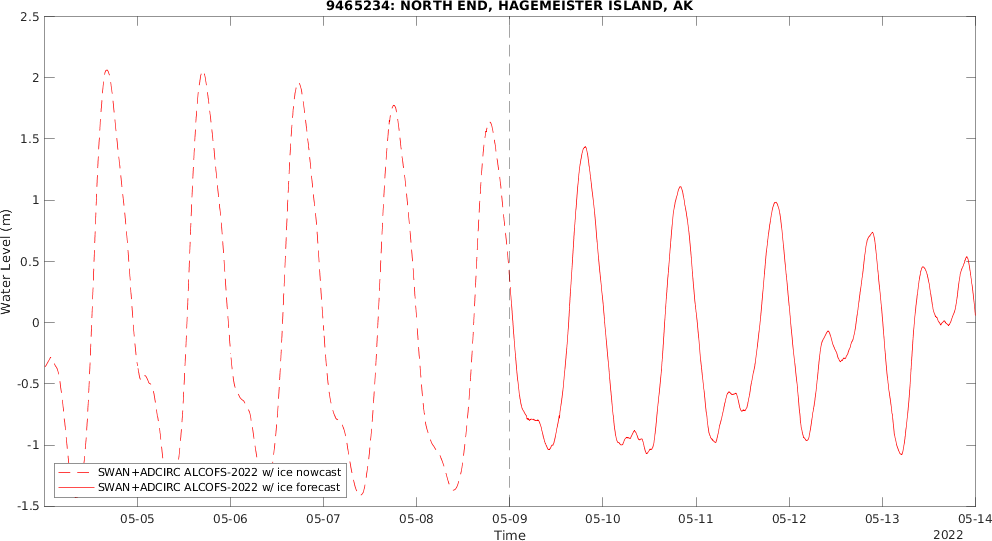 9465234: NORTH END, HAGEMEISTER ISLAND, AK
2.5
2
1.5
1
0.5
0
-0.5
-1
-1.5
Water Level (m)
SWAN+ADCIRC ALCOFS-2022 w/ ice nowcast
SWAN+ADCIRC ALCOFS-2022 w/ ice forecast
05-05 05-06 05-07 05-08 05-09 05-10 05-11 05-12 05-13 05-14
Time
2022